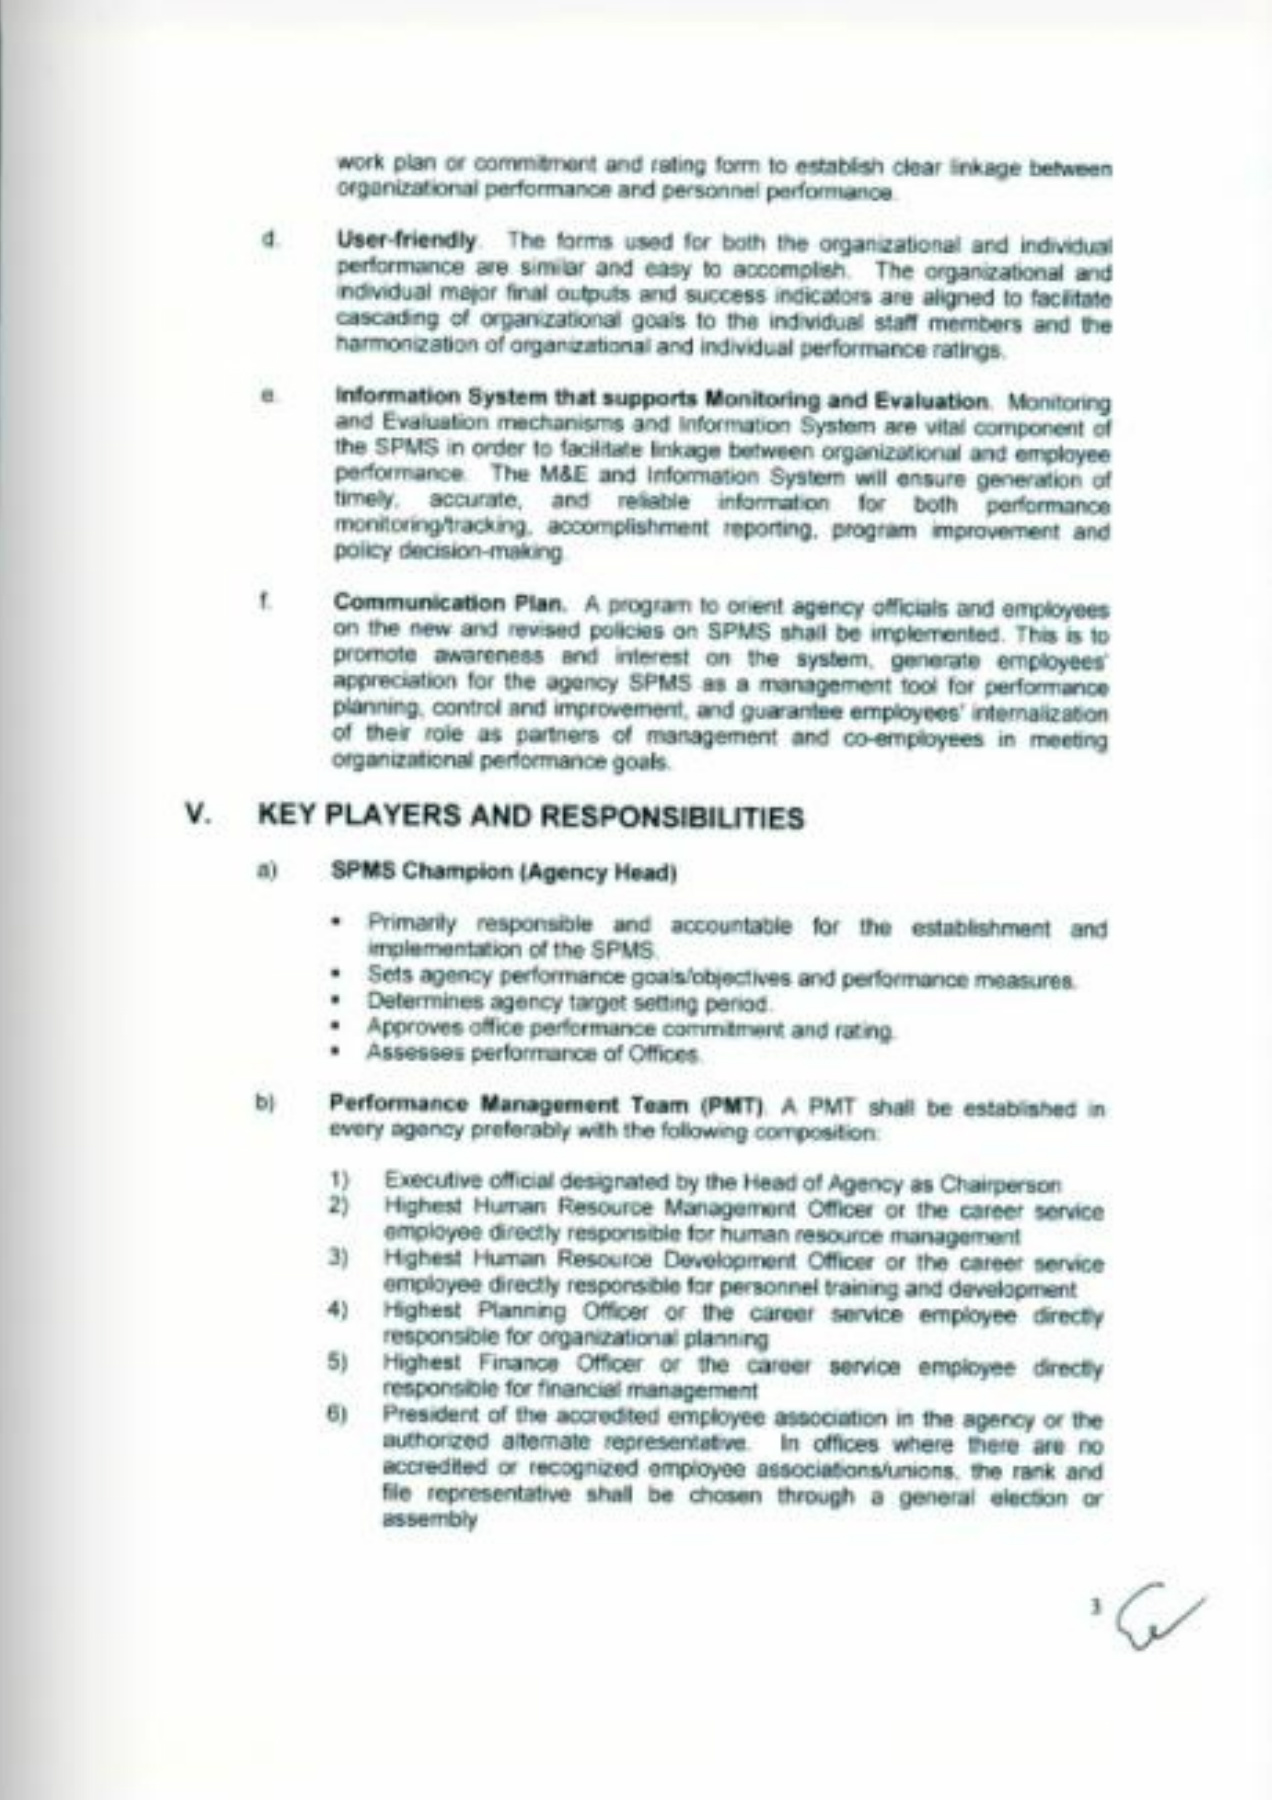 work plan or commitment and rating form to establish clear linkage between
organizational performance and personnel performance.
d. User-friendly. The forms used for both the organizational and individual
performance are similar and easy to accomplish. The organizational and
individual major final outputs and success indicators are aligned to facilitate
cascading of organizational goals to the individual staff members and the
harmonization of organizational and individual performance ratings.
e. Information System that supports Monitoring and Evaluation. Monitoring
and Evaluation mechanisms and Information System are vital component of
the SPMS in order to facilitate linkage between organizational and employee
performance. The M&E and Information System will ensure generation of
timely, accurate, and reliable information for both performance
monitoring/tracking, accomplishment reporting, program improvement and
policy decision-making.
f. Communication Plan. A program to orient agency officials and employees
on the new and revised policies on SPMS shall be implemented. This is to
promote awareness and interest on the system, generate employees'
appreciation for the agency SPMS as a management tool for performance
planning, control and improvement, and guarantee employees' internalization
of their role as partners of management and co-employees in meeting
organizational performance goals.
V. KEY PLAYERS AND RESPONSIBILITIES
a) SPMS Champion (Agency Head)
• Primarily responsible and accountable for the establishment and
implementation of the SPMS.
• Sets agency performance goals/objectives and performance measures.
• Determines agency target setting period.
• Approves office performance commitment and rating.
• Assesses performance of Offices.
b) Performance Management Team (PMT). A PMT shall be established in
every agency preferably with the following composition:
1) Executive official designated by the Head of Agency as Chairperson
2) Highest Human Resource Management Officer or the career service
employee directly responsible for human resource management
3) Highest Human Resource Development Officer or the career service
employee directly responsible for personnel training and development
4) Highest Planning Officer or the career service employee directly
responsible for organizational planning
5) Highest Finance Officer or the career service employee directly
responsible for financial management
6) President of the accredited employee association in the agency or the
authorized alternate representative. In offices where there are no
accredited or recognized employee associations/unions, the rank and
file representative shall be chosen through a general election or
assembly
3